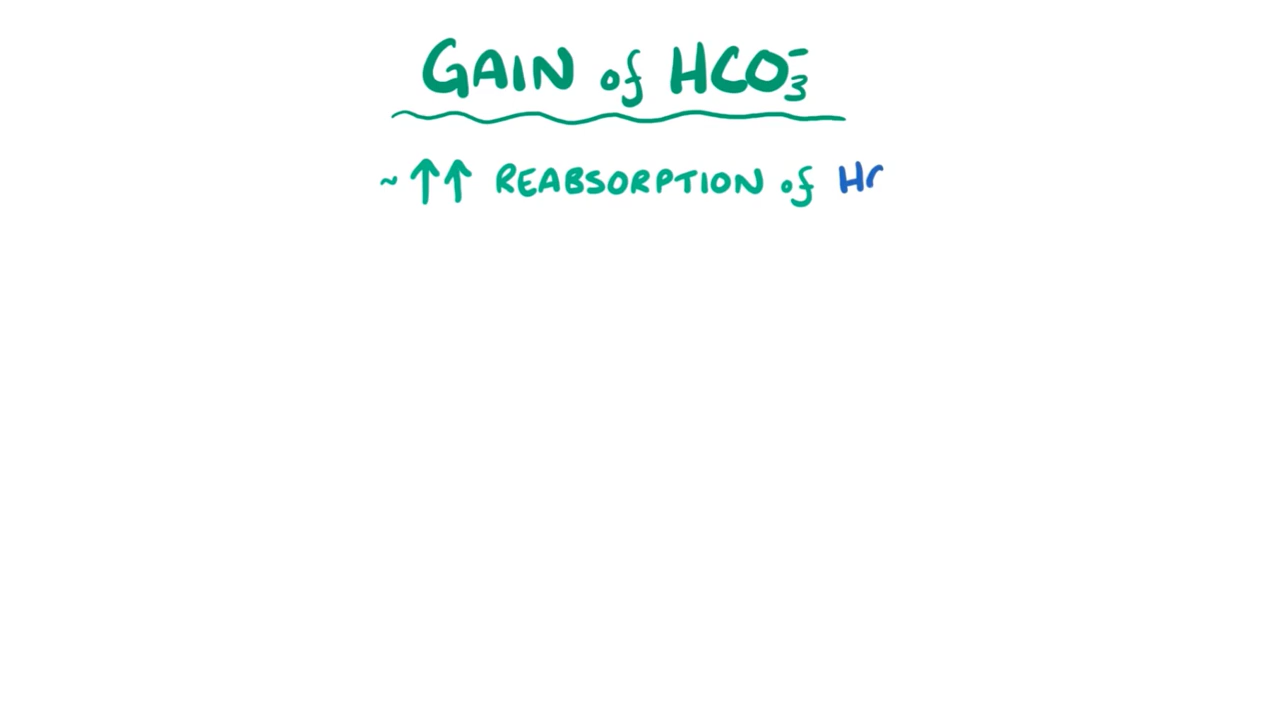 GAIN of HCO₃⁻
~ ↑↑ REABSORPTION of H